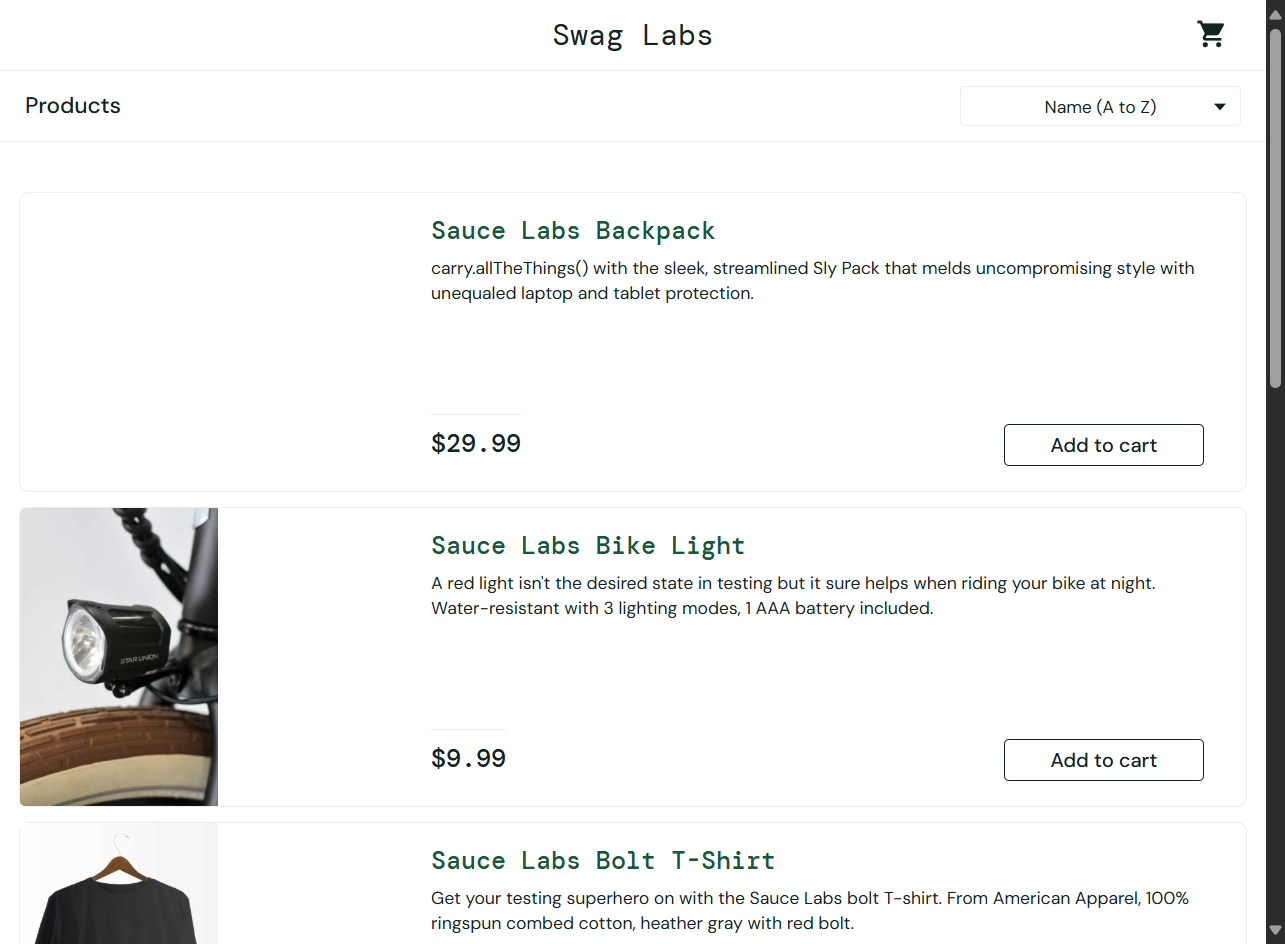 Swag Labs
Products
Name (A to Z)
Sauce Labs Backpack
carry.allTheThings() with the sleek, streamlined Sly Pack that melds uncompromising style with
unequaled laptop and tablet protection.
$29.99
Add to cart
Sauce Labs Bike Light
A red light isn't the desired state in testing but it sure helps when riding your bike at night.
Water-resistant with 3 lighting modes, 1 AAA battery included.
STAR UNION
$9.99
Add to cart
Sauce Labs Bolt T-Shirt
Get your testing superhero on with the Sauce Labs bolt T-shirt. From American Apparel, 100%
ringspun combed cotton, heather gray with red bolt.